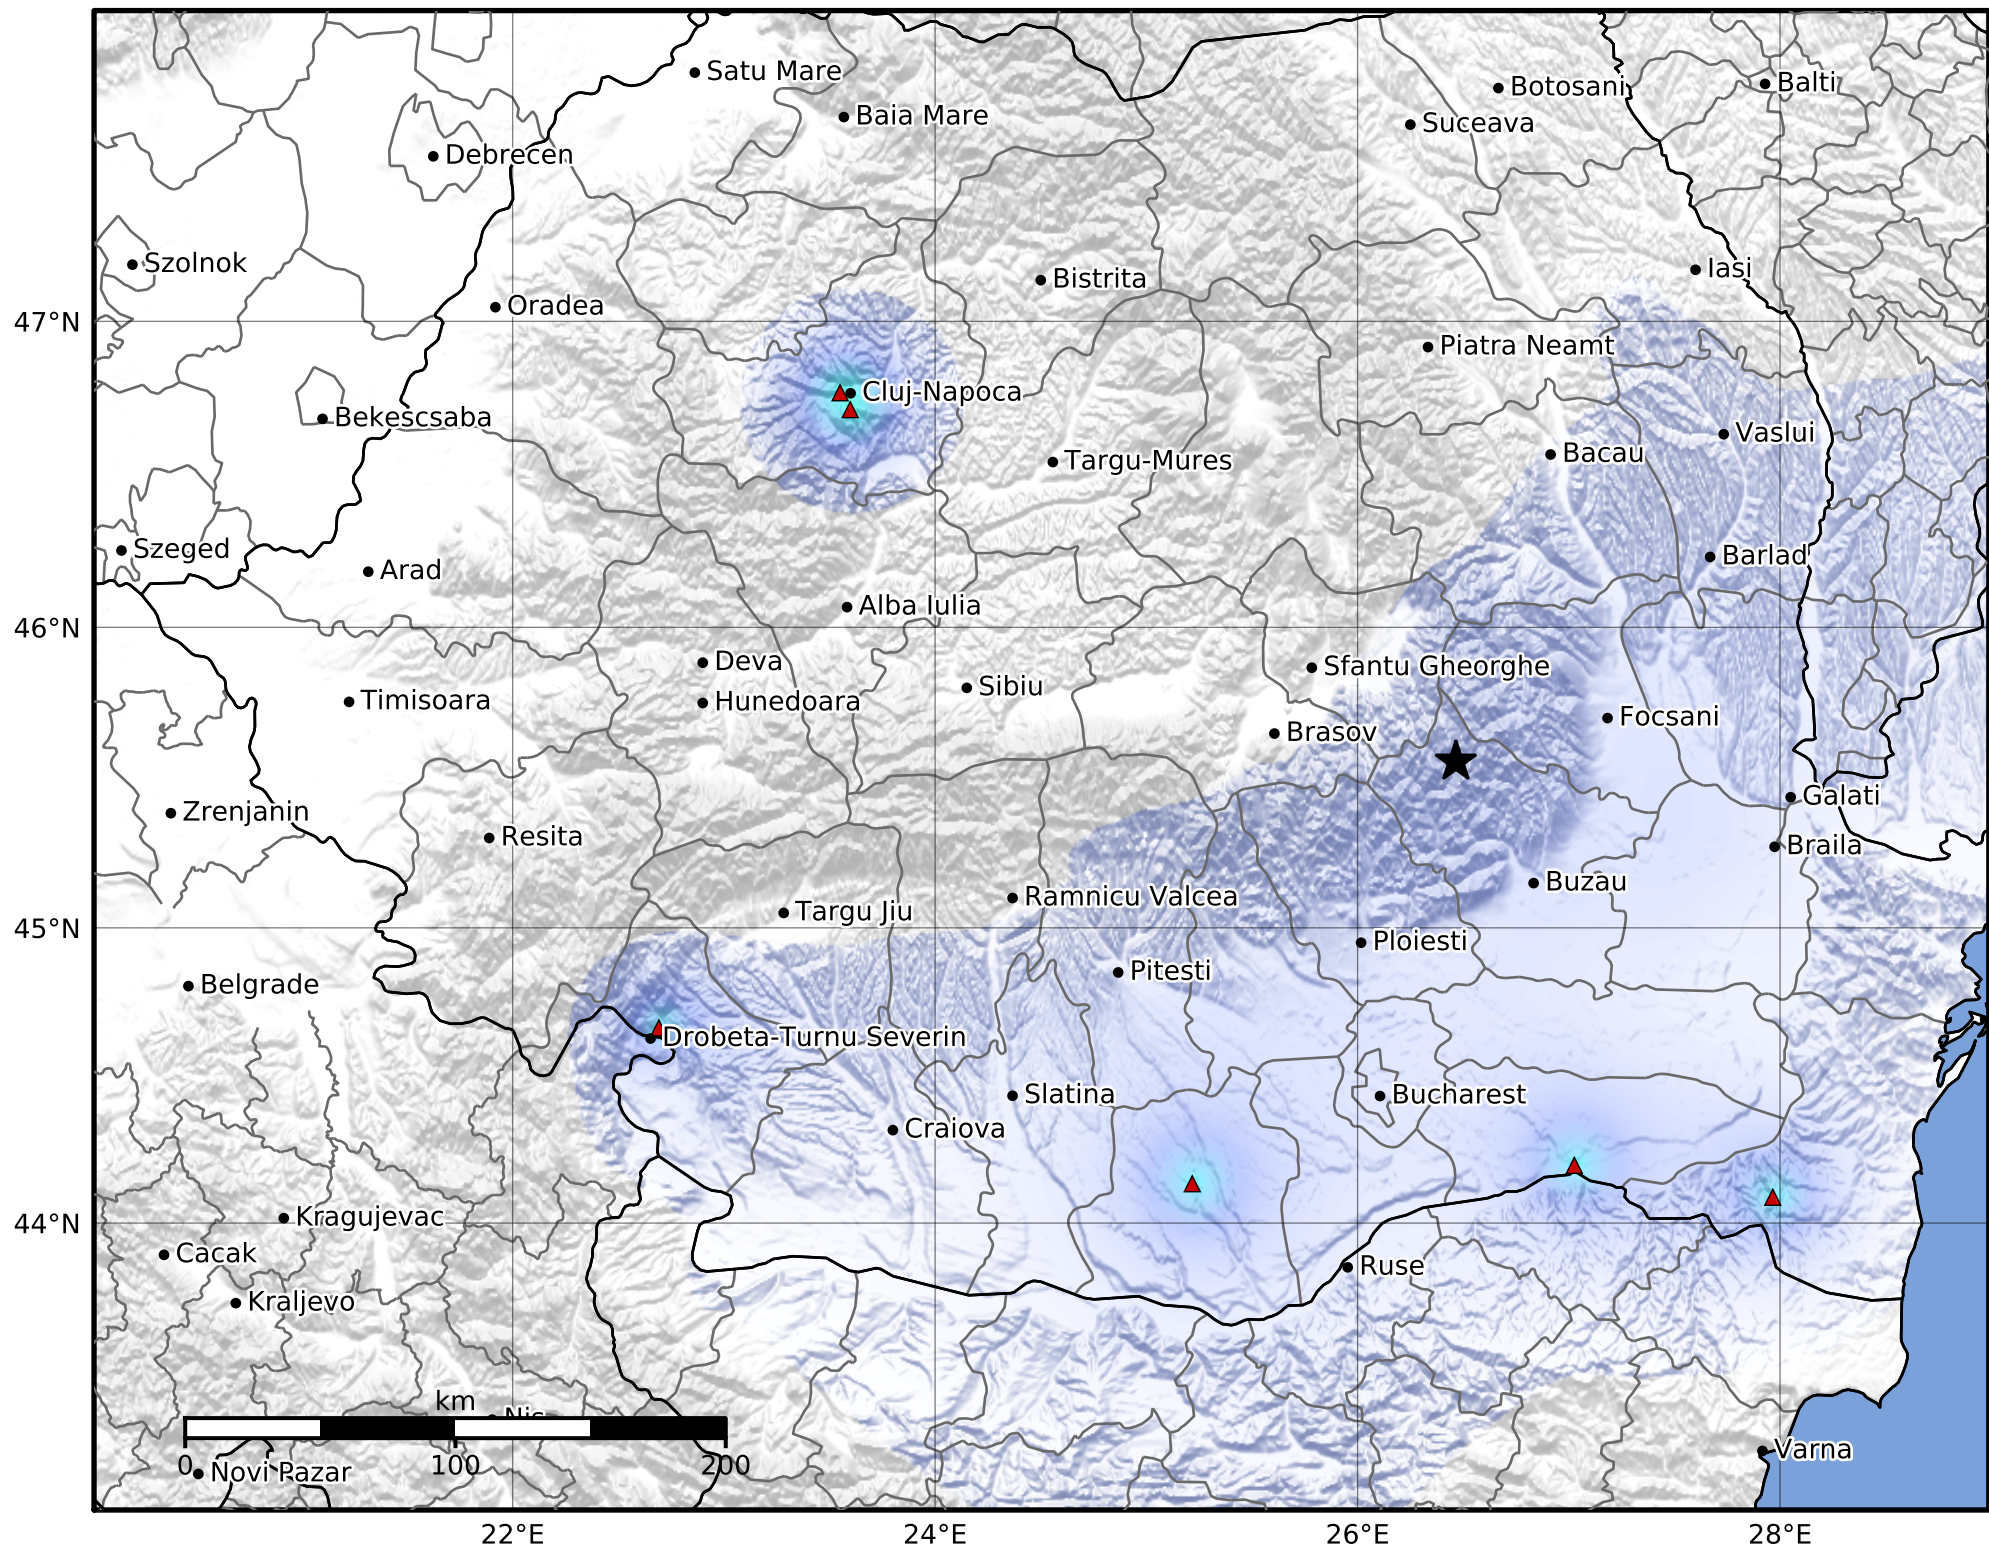 Satu Mare
Botosani
Balti
Baia Mare
Suceava
Debrecen
Szolnok
Iasi
Bistrita
Oradea
47°N
Piatra Neamt
Cluj-Napoca
Bekescsaba
Vaslui
Bacau
Targu-Mures
Szeged
Barlad
Arad
Alba Iulia
46°N
Deva
Sfantu Gheorghe
Sibiu
Timisoara
Hunedoara
Focsani
Brasov
Galati
Zrenjanin
Resita
Braila
Buzau
Ramnicu Valcea
Targu Jiu
45°N
Ploiesti
Pitesti
Belgrade
Drobeta-Turnu Severin
Slatina
Bucharest
Craiova
Kragujevac
44°N
Cacak
Ruse
Kraljevo
km
Nis
Varna
0 100 200
Novi Pazar
22°E 24°E 26°E 28°E